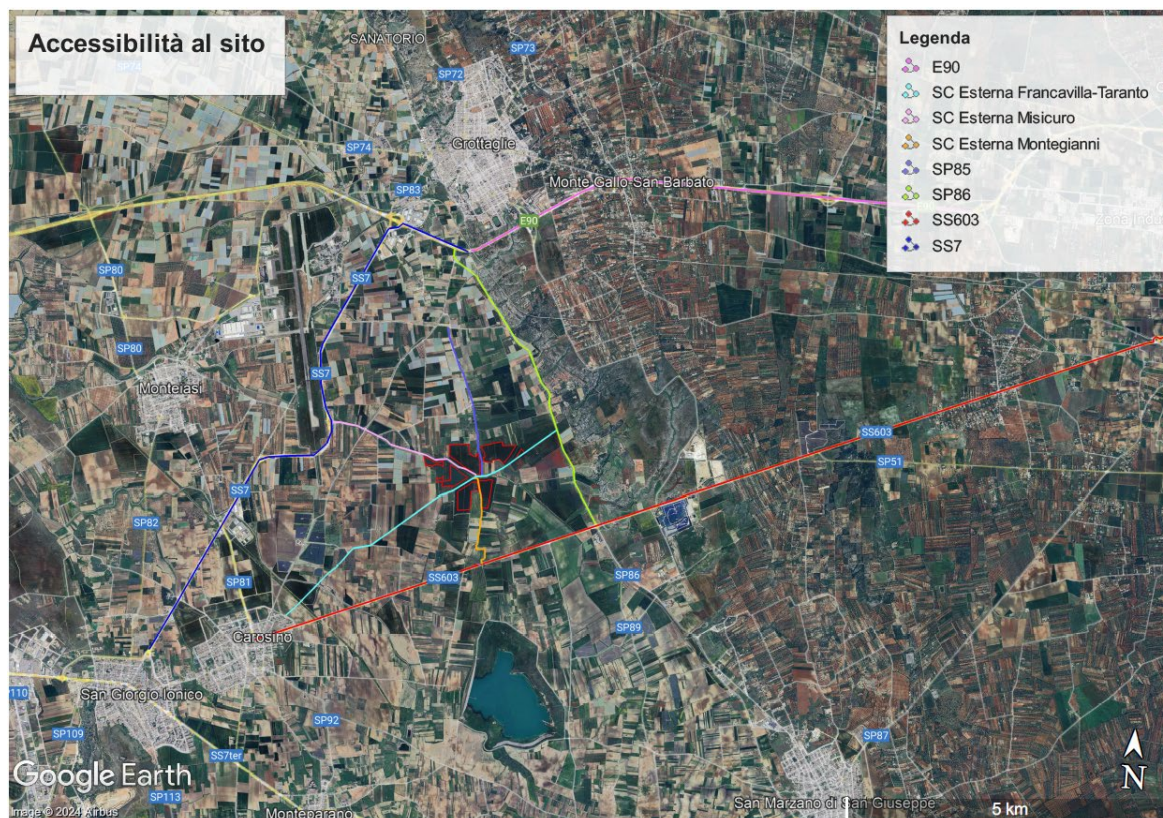 Accessibilità al sito
Legenda
E90
SC Esterna Francavilla-Taranto
SC Esterna Misicuro
SC Esterna Montegianni
SP85
SP86
SS603
SS7
SANATORIO
SP73
SP74
SP72
Grottaglie
SP74
SP83
Monte Gallo-San Barbato
E90
SP80
SS7
SP80
SS7
Monteiasi
SS603
SP51
SS7
SP82
SP81
SS603
SP86
SP89
Carosino
San Giorgio Ionico
P110
SP92
SP109
SS7ter
SP87
Google Earth
SP113
Image © 2024 Airbus
Monteparano
San Marzano di San Giuseppe
5 km
N